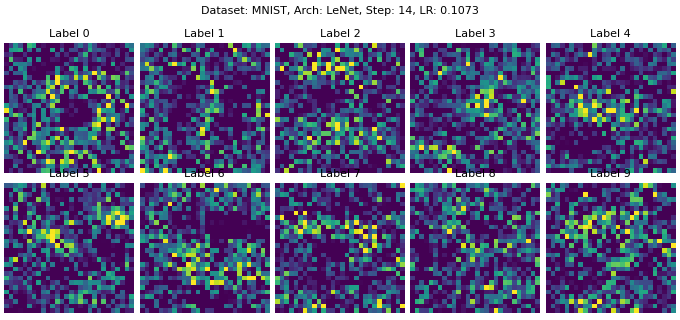 Dataset: MNIST, Arch: LeNet, Step: 14, LR: 0.1073
Label 0 Label 1 Label 2 Label 3 Label 4
Label 5 Label 6 Label 7 Label 8 Label 9